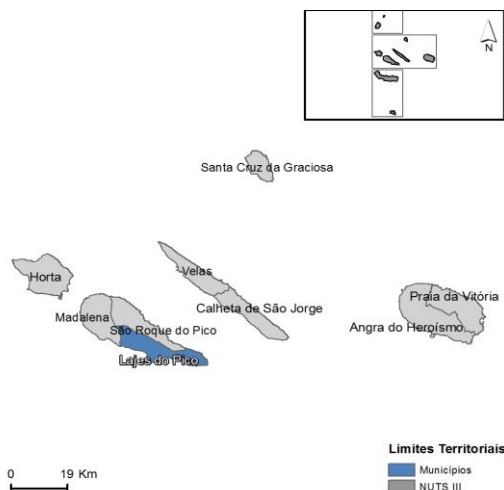 N
Santa Cruz da Graciosa
Horta
Velas
Madalena
São Roque do Pico
Calheta de São Jorge
Lajes do Pico
Praia da Vitória
Angra do Heroísmo
0 19 Km
Limites Territoriais
Municípios
NUTS III